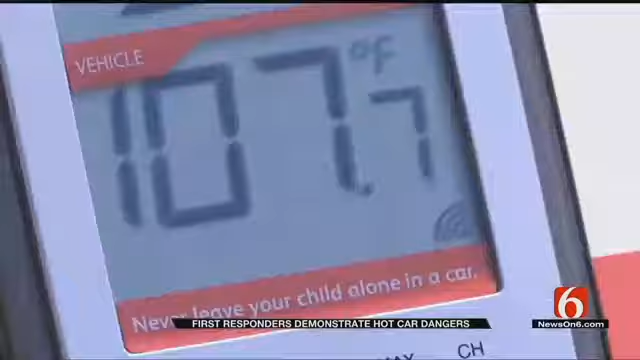 VEHICLE
107.7 °F
Never leave your child alone in a car.
FIRST RESPONDERS DEMONSTRATE HOT CAR DANGERS
6
NewsOn6.com
MAX CH